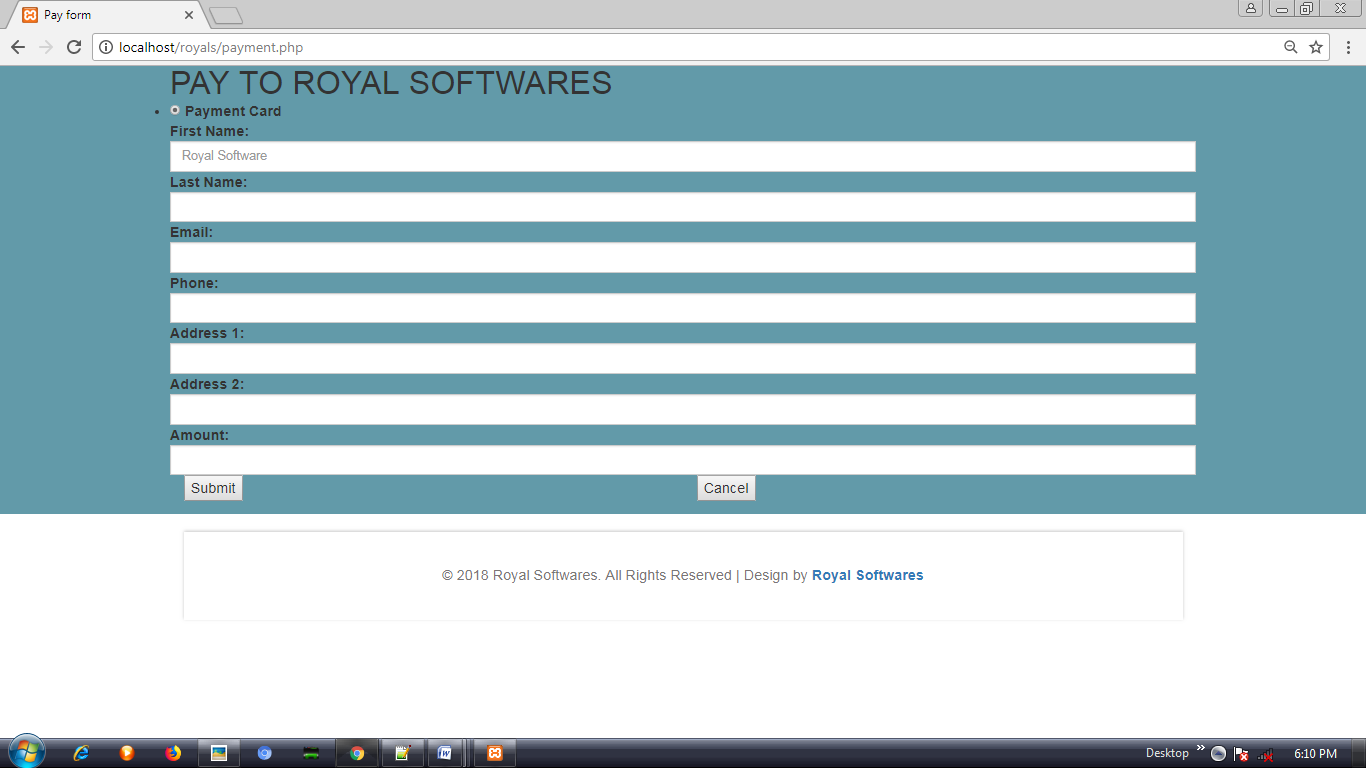 Pay form
localhost/royals/payment.php
PAY TO ROYAL SOFTWARES
Payment Card
First Name:
Royal Software
Last Name:
Email:
Phone:
Address 1:
Address 2:
Amount:
Submit Cancel
© 2018 Royal Softwares. All Rights Reserved | Design by Royal Softwares
Desktop 6:10 PM